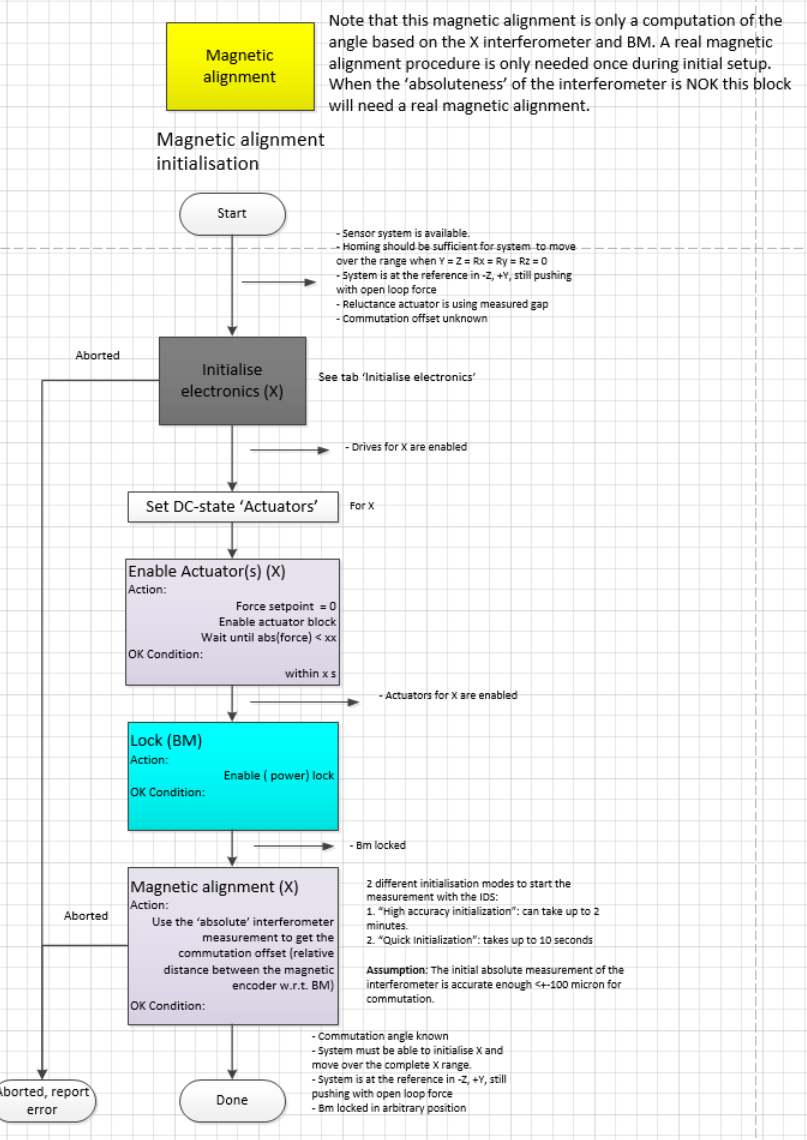 Magnetic
alignment
Note that this magnetic alignment is only a computation of the
angle based on the X interferometer and BM. A real magnetic
alignment procedure is only needed once during initial setup.
When the ‘absoluteness’ of the interferometer is NOK this block
will need a real magnetic alignment.
Magnetic alignment
initialisation
Start
- Sensor system is available.
- Homing should be sufficient for system to move
over the range when Y = Z = Rx = Ry = Rz = 0
- System is at the reference in -Z, +Y, still pushing
with open loop force
- Reluctance actuator is using measured gap
- Commutation offset unknown
Aborted
Initialise
electronics (X)
See tab ‘Initialise electronics’
- Drives for X are enabled
Set DC-state ‘Actuators’
For X
Enable Actuator(s) (X)
Action:
Force setpoint = 0
Enable actuator block
Wait until abs(force) < xx
OK Condition:
within x s
- Actuators for X are enabled
Lock (BM)
Action:
Enable ( power) lock
OK Condition:
- Bm locked
Aborted
Magnetic alignment (X)
Action:
Use the ‘absolute’ interferometer
measurement to get the
commutation offset (relative
distance between the magnetic
encoder w.r.t. BM)
OK Condition:
2 different initialisation modes to start the
measurement with the IDS:
1. “High accuracy initialization”: can take up to 2
minutes.
2. “Quick Initialization”: takes up to 10 seconds
Assumption: The initial absolute measurement of the
interferometer is accurate enough <+-100 micron for
commutation.
- Commutation angle known
- System must be able to initialise X and
move over the complete X range.
- System is at the reference in -Z, +Y, still
pushing with open loop force
- Bm locked in arbitrary position
Aborted, report
error
Done